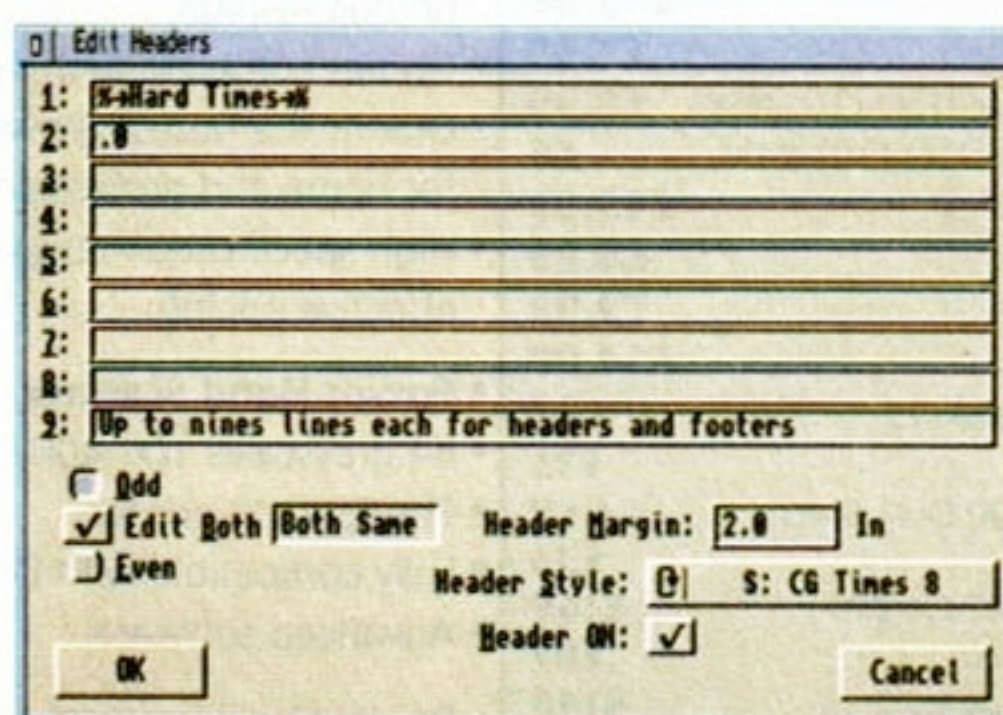 Edit Headers
1: %→Hard Times→%
2: .0
3:
4:
5:
6:
7:
8:
9: Up to nines lines each for headers and footers
Odd
Edit Both Both Same Header Margin: 2.0 In
Even
Header Style: S: CG Times 8
Header ON:
OK Cancel